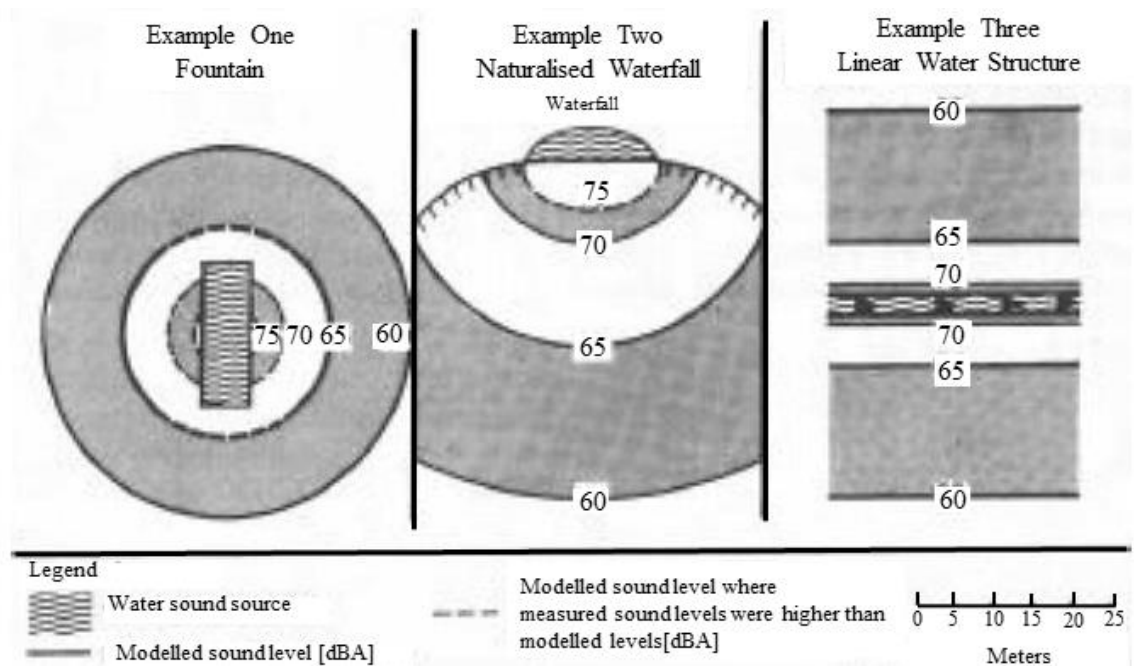 Example One
Fountain
75 70 65 60
Example Two
Naturalised Waterfall
Waterfall
75
70
65
60
Example Three
Linear Water Structure
60
65
70
70
65
60
Legend
Water sound source
Modelled sound level [dBA]
Modelled sound level where
measured sound levels were higher than
modelled levels[dBA]
0 5 10 15 20 25
Meters